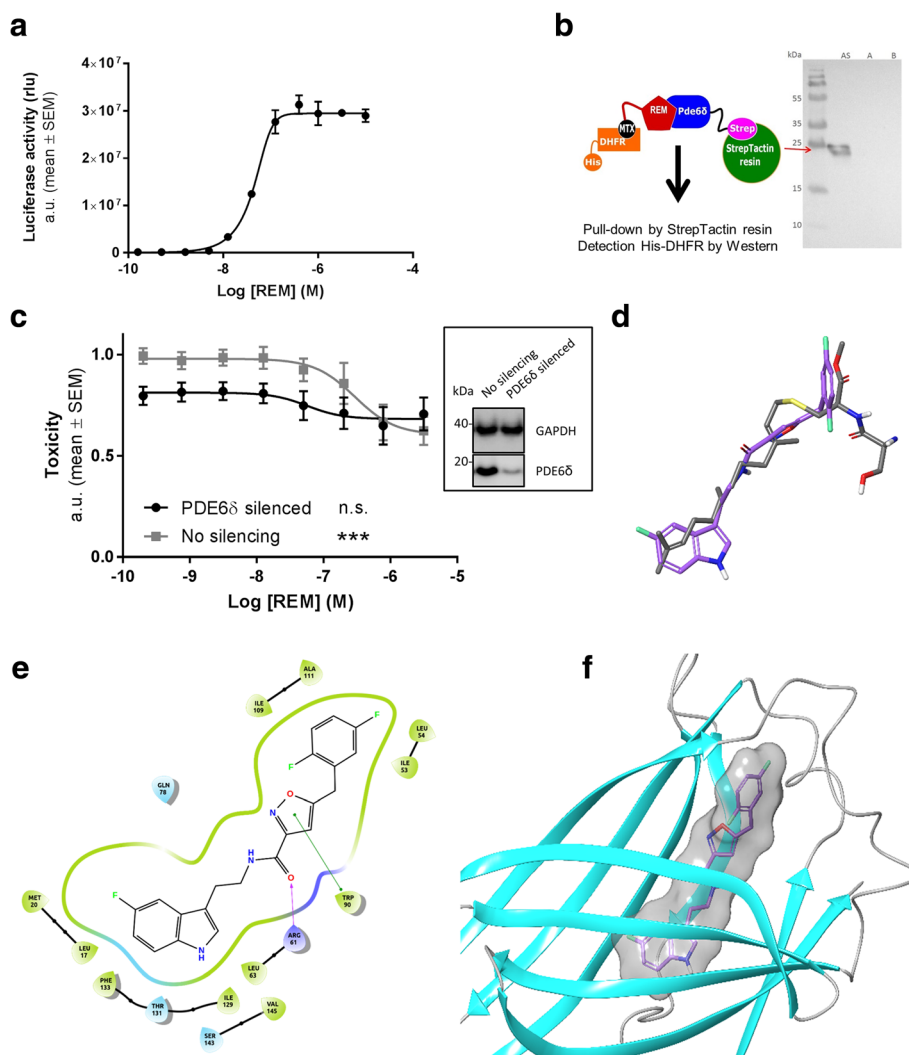 a
Luciferase activity (rlu)
a.u. (mean ± SEM)
4×10⁷
3×10⁷
2×10⁷
1×10⁷
0
-10
-8
-6
-4
Log [REM] (M)
b
kDa
AS
A
B
55
35
25
15
10
REM
Pde6δ
MTX
DHFR
His
Strep
StrepTactin
resin
Pull-down by StrepTactin resin
Detection His-DHFR by Western
c
Toxicity
a.u. (mean ± SEM)
1.0
0.5
0.0
PDE6δ silenced n.s.
No silencing ***
-10
-9
-8
-7
-6
-5
Log [REM] (M)
No silencing
PDE6δ silenced
kDa
40
GAPDH
20
PDE6δ
d
e
ALA
111
ILE
109
LEU
54
ILE
53
GLN
78
F
F
O
N
HN
O
F
N
H
TRP
90
ARG
61
MET
20
LEU
17
LEU
63
PHE
133
THR
131
ILE
129
VAL
145
SER
143
f